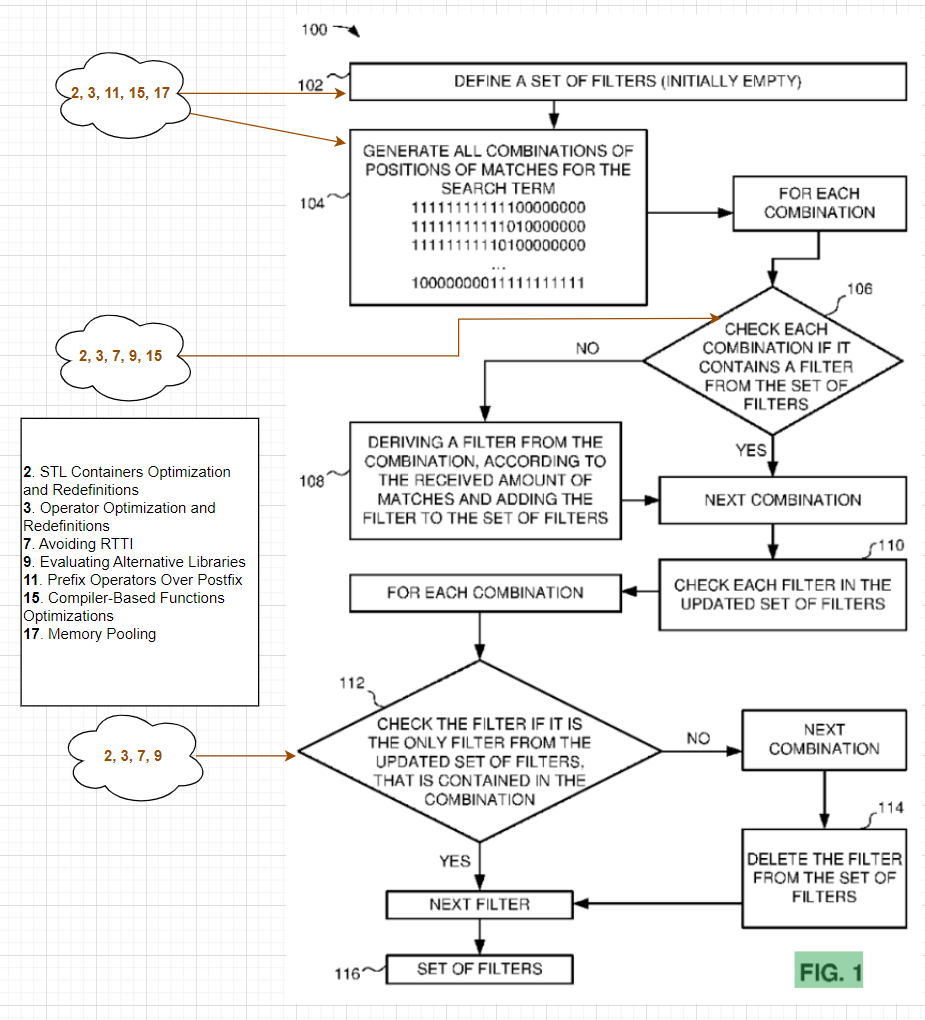 100
102
DEFINE A SET OF FILTERS (INITIALLY EMPTY)
2, 3, 11, 15, 17
GENERATE ALL COMBINATIONS OF
POSITIONS OF MATCHES FOR THE
SEARCH TERM
1111111111111100000000
1111111111111010000000
1111111111110100000000
...
1000000001111111111111
104
FOR EACH
COMBINATION
106
CHECK EACH
COMBINATION IF IT
CONTAINS A FILTER
FROM THE SET OF
FILTERS
2, 3, 7, 9, 15
NO
YES
108
DERIVING A FILTER FROM THE
COMBINATION, ACCORDING TO
THE RECEIVED AMOUNT OF
MATCHES AND ADDING THE
FILTER TO THE SET OF FILTERS
NEXT COMBINATION
110
CHECK EACH FILTER IN THE
UPDATED SET OF FILTERS
FOR EACH COMBINATION
2. STL Containers Optimization
and Redefinitions
3. Operator Optimization and
Redefinitions
7. Avoiding RTTI
9. Evaluating Alternative Libraries
11. Prefix Operators Over Postfix
15. Compiler-Based Functions
Optimizations
17. Memory Pooling
112
CHECK THE FILTER IF IT IS
THE ONLY FILTER FROM THE
UPDATED SET OF FILTERS,
THAT IS CONTAINED IN THE
COMBINATION
2, 3, 7, 9
NO
NEXT
COMBINATION
114
DELETE THE FILTER
FROM THE SET OF
FILTERS
YES
NEXT FILTER
116
SET OF FILTERS
FIG. 1